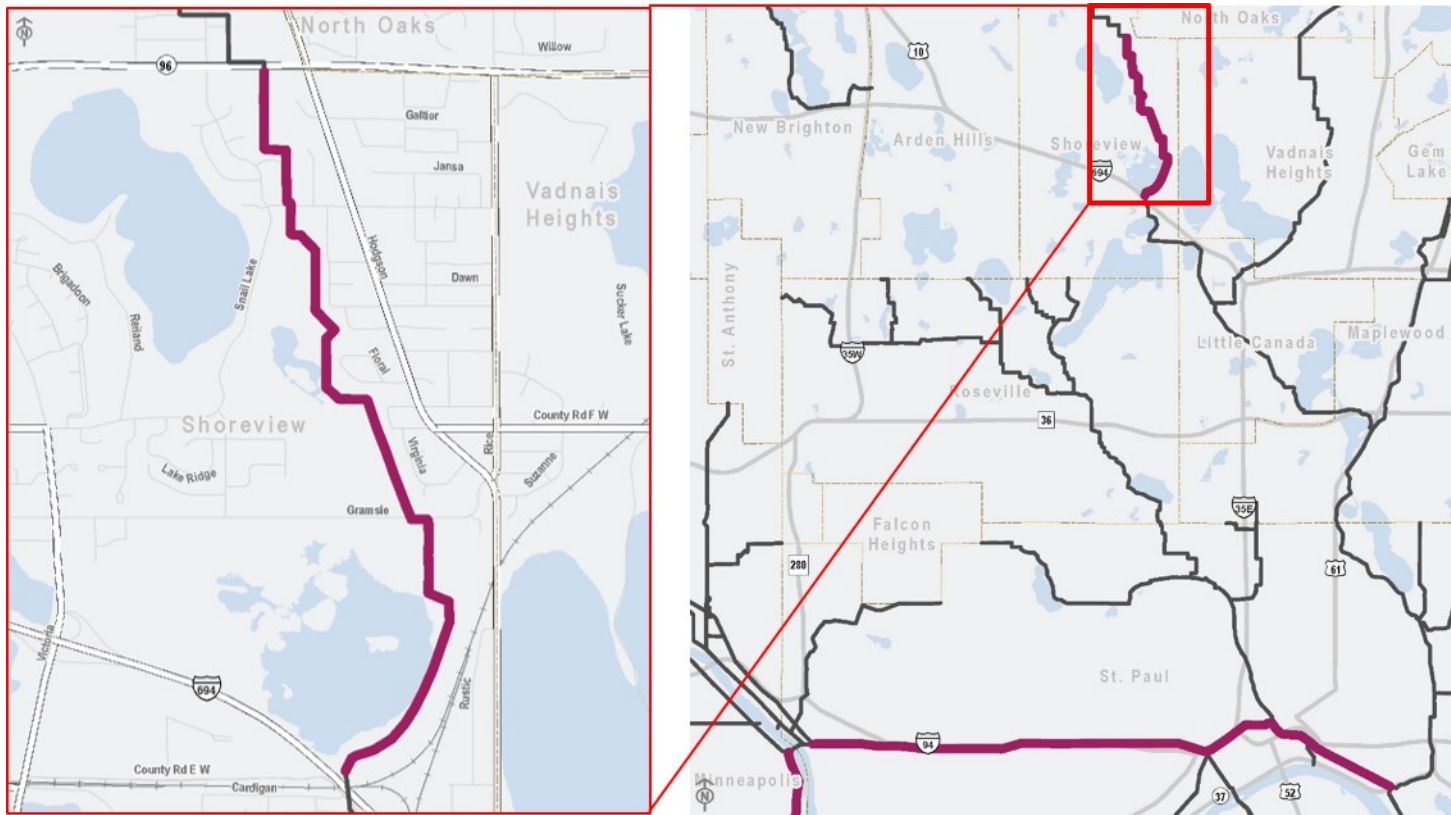 North Oaks
Willow
96
Galtier
Jansa
Vadnais
Heights
Hodgson
Snail Lake
Dawn
Brigadoon
Reiland
Sucker Lake
Floral
County Rd F W
Shoreview
Rice
Virginia
Suzanne
Lake Ridge
Gramsie
Victoria
694
Rustic
County Rd E W
Cardigan
N
North Oaks
10
New Brighton
Arden Hills
Shoreview
694
Vadnais
Heights
Gem
Lake
St. Anthony
35W
Little Canada
Maplewood
Roseville
36
35E
Falcon
Heights
280
61
St. Paul
94
Minneapolis
N
37
52